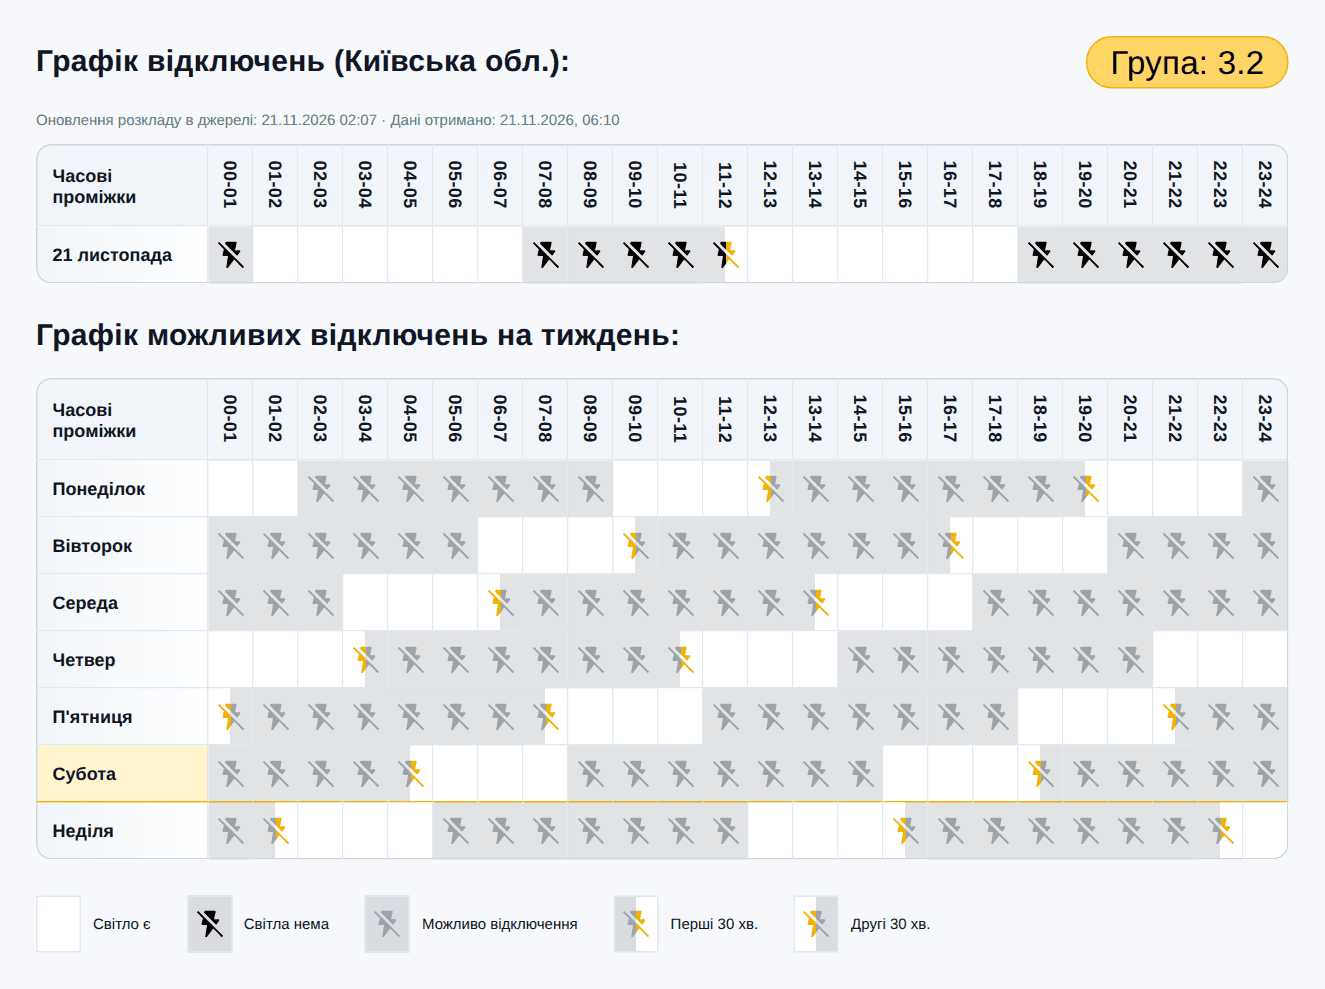 Графік відключень (Київська обл.):
Група: 3.2
Оновлення розкладу в джерелі: 21.11.2026 02:07 · Дані отримано: 21.11.2026, 06:10
Часові проміжки 00-01 01-02 02-03 03-04 04-05 05-06 06-07 07-08 08-09 09-10 10-11 11-12 12-13 13-14 14-15 15-16 16-17 17-18 18-19 19-20 20-21 21-22 22-23 23-24
21 листопада
Графік можливих відключень на тиждень:
Часові проміжки 00-01 01-02 02-03 03-04 04-05 05-06 06-07 07-08 08-09 09-10 10-11 11-12 12-13 13-14 14-15 15-16 16-17 17-18 18-19 19-20 20-21 21-22 22-23 23-24
Понеділок
Вівторок
Середа
Четвер
П'ятниця
Субота
Неділя
Світло є Світла нема Можливо відключення Перші 30 хв. Другі 30 хв.